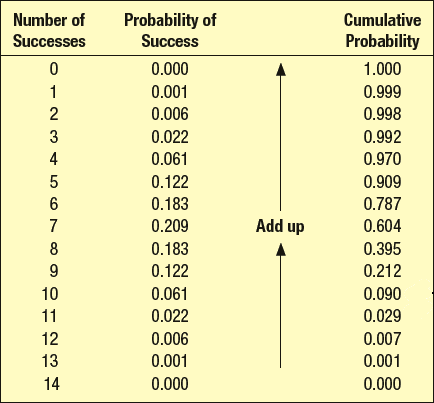 Number of Probability of Cumulative
Successes Success Probability
0 0.000 1.000
1 0.001 0.999
2 0.006 0.998
3 0.022 0.992
4 0.061 0.970
5 0.122 0.909
6 0.183 0.787
7 0.209 Add up 0.604
8 0.183 0.395
9 0.122 0.212
10 0.061 0.090
11 0.022 0.029
12 0.006 0.007
13 0.001 0.001
14 0.000 0.000